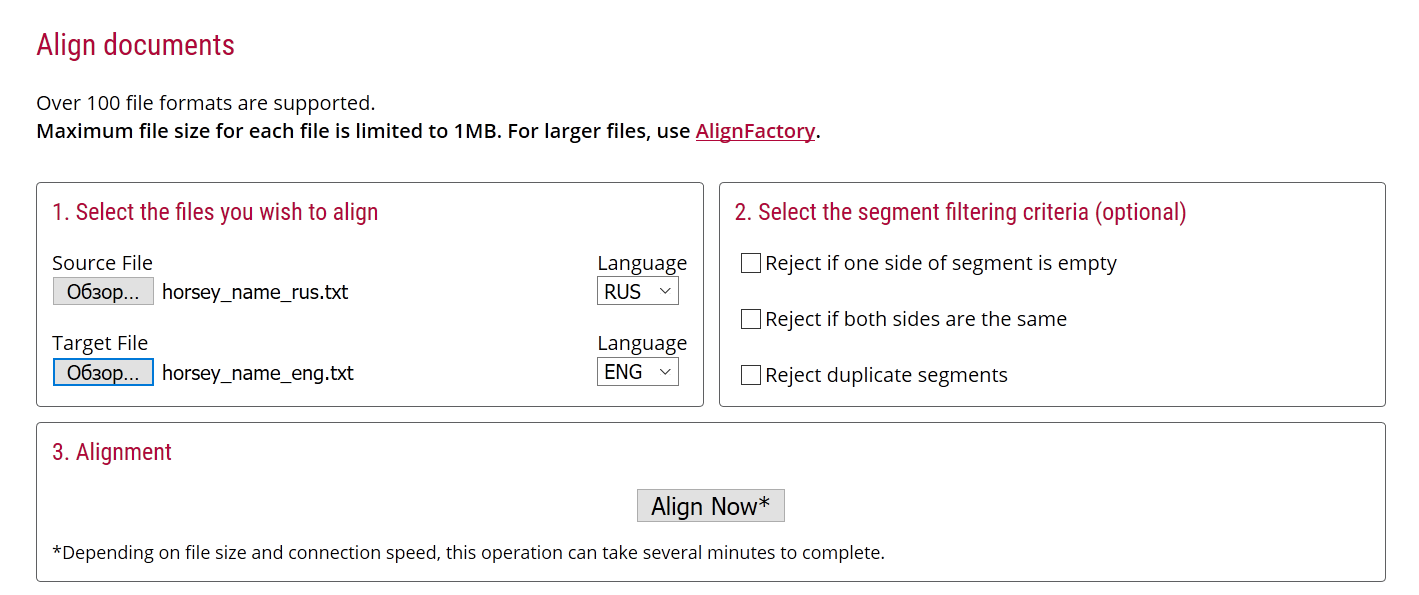 Align documents
Over 100 file formats are supported.
Maximum file size for each file is limited to 1MB. For larger files, use AlignFactory.
1. Select the files you wish to align
Source File Language
Обзор... horsey_name_rus.txt RUS
Target File Language
Обзор... horsey_name_eng.txt ENG
2. Select the segment filtering criteria (optional)
Reject if one side of segment is empty
Reject if both sides are the same
Reject duplicate segments
3. Alignment
Align Now*
*Depending on file size and connection speed, this operation can take several minutes to complete.